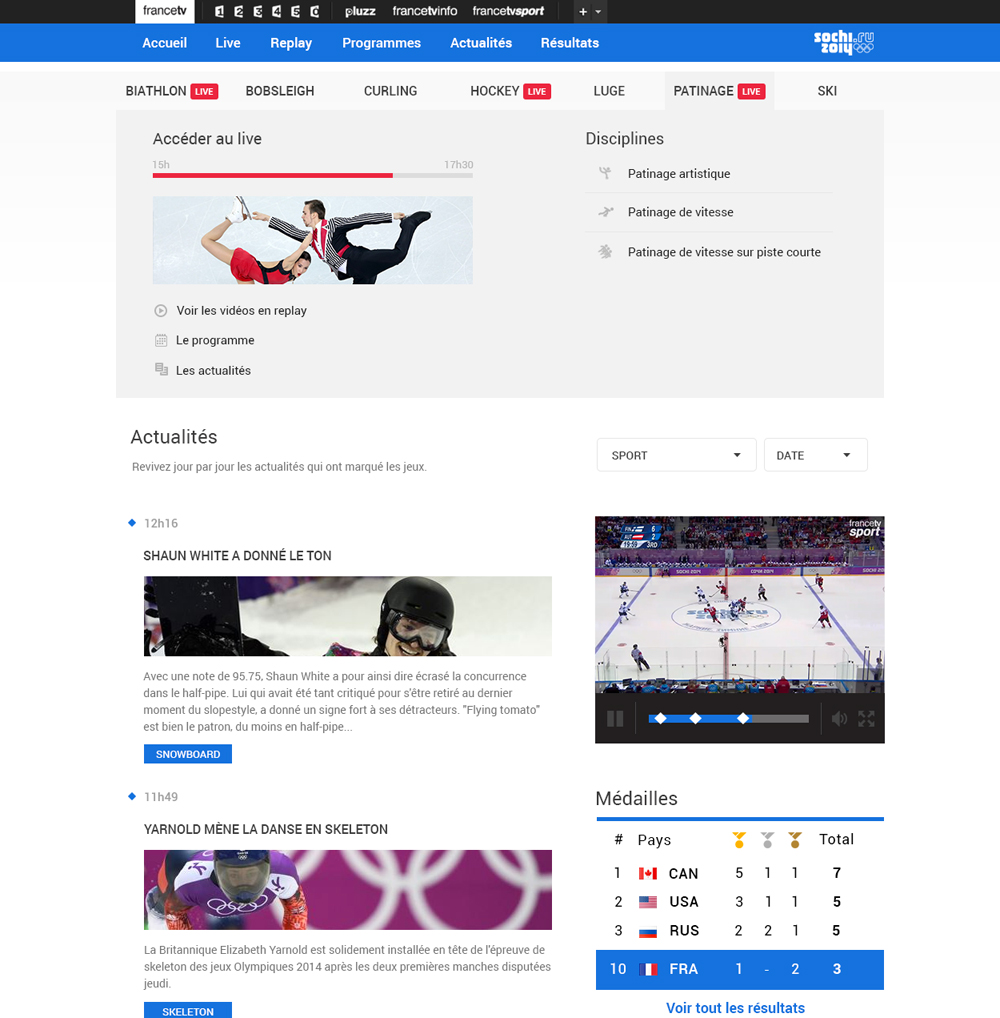 francetv 1 2 3 4 5 0 pluzz francetvinfo francetvsport +
Accueil Live Replay Programmes Actualités Résultats sochi.ru 2014
BIATHLON LIVE BOBSLEIGH CURLING HOCKEY LIVE LUGE PATINAGE LIVE SKI
Accéder au live
15h 17h30
Voir les vidéos en replay
Le programme
Les actualités
Disciplines
Patinage artistique
Patinage de vitesse
Patinage de vitesse sur piste courte
Actualités
Revivez jour par jour les actualités qui ont marqué les jeux.
SPORT DATE
12h16
SHAUN WHITE A DONNÉ LE TON
Avec une note de 95.75, Shaun White a pour ainsi dire écrasé la concurrence
dans le half-pipe. Lui qui avait été tant critiqué pour s'être retiré au dernier
moment du slopestyle, a donné un signe fort à ses détracteurs. "Flying tomato"
est bien le patron, du moins en half-pipe...
SNOWBOARD
11h49
YARNOLD MÈNE LA DANSE EN SKELETON
La Britannique Elizabeth Yarnold est solidement installée en tête de l'épreuve de
skeleton des jeux Olympiques 2014 après les deux premières manches disputées
jeudi.
SKELETON
FIN 6
AUT 2
19:59 3RD
francetv
sport
SOCHI 2014
sochi.ru
2014
Médailles
# Pays Total
1 CAN 5 1 1 7
2 USA 3 1 1 5
3 RUS 2 2 1 5
10 FRA 1 - 2 3
Voir tout les résultats